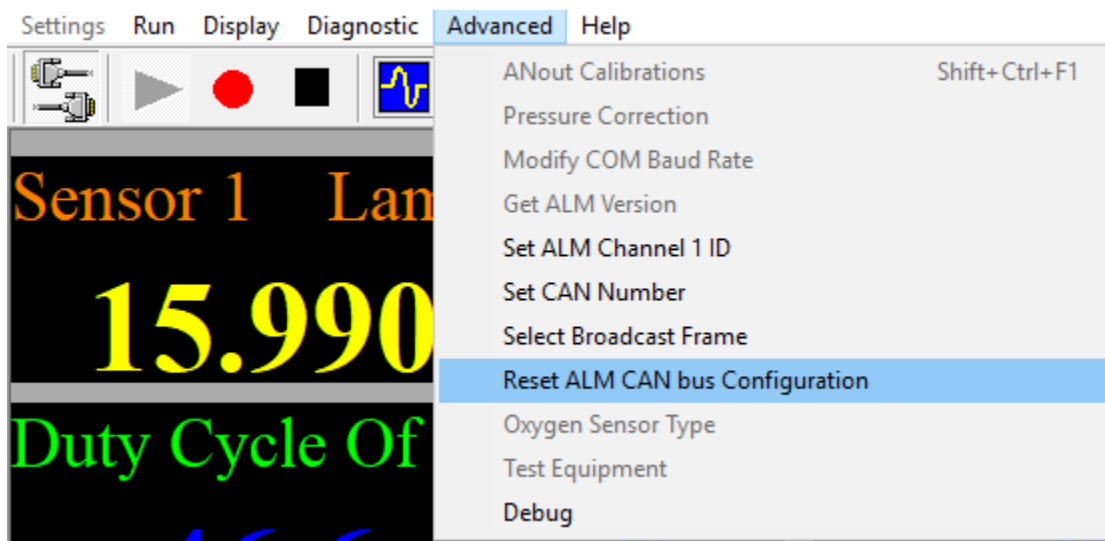 Settings Run Display Diagnostic Advanced Help
ANout Calibrations Shift+Ctrl+F1
Pressure Correction
Modify COM Baud Rate
Get ALM Version
Set ALM Channel 1 ID
Set CAN Number
Select Broadcast Frame
Reset ALM CAN bus Configuration
Oxygen Sensor Type
Test Equipment
Debug
Sensor 1 Lam
15.990
Duty Cycle Of